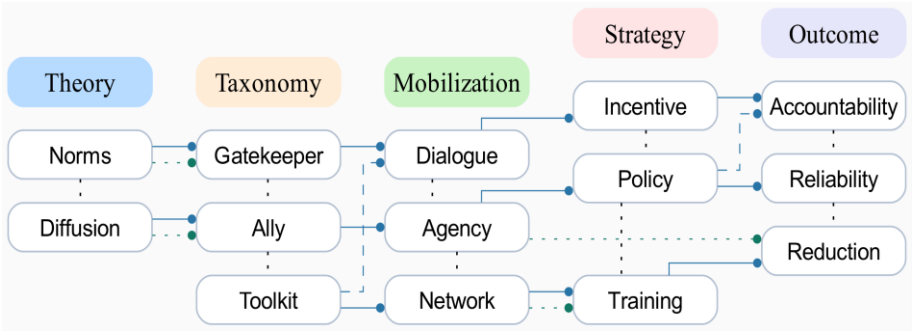 Theory
Taxonomy
Mobilization
Strategy
Outcome
Norms
Diffusion
Gatekeeper
Ally
Toolkit
Dialogue
Agency
Network
Incentive
Policy
Training
Accountability
Reliability
Reduction